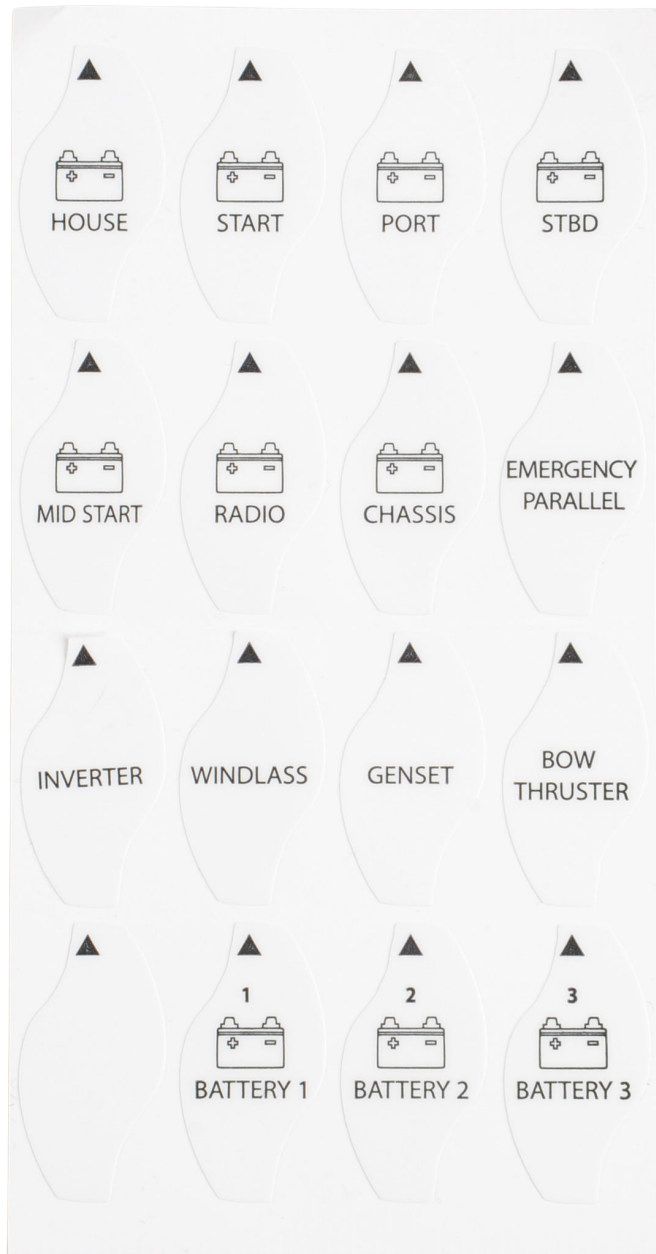 HOUSE
START
PORT
STBD
MID START
RADIO
CHASSIS
EMERGENCY
PARALLEL
INVERTER
WINDLASS
GENSET
BOW
THRUSTER
1
BATTERY 1
2
BATTERY 2
3
BATTERY 3